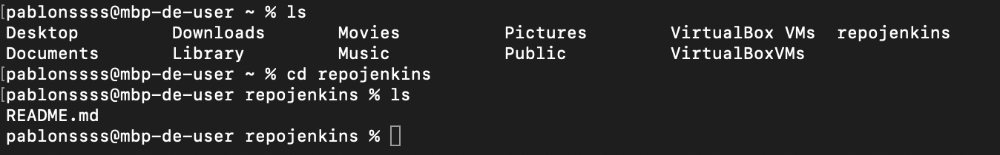 [pablonssss@mbp-de-user ~ % ls
Desktop Downloads Movies Pictures VirtualBox VMs repojenkins
Documents Library Music Public VirtualBoxVMs
[pablonssss@mbp-de-user ~ % cd repojenkins
[pablonssss@mbp-de-user repojenkins % ls
README.md
pablonssss@mbp-de-user repojenkins %